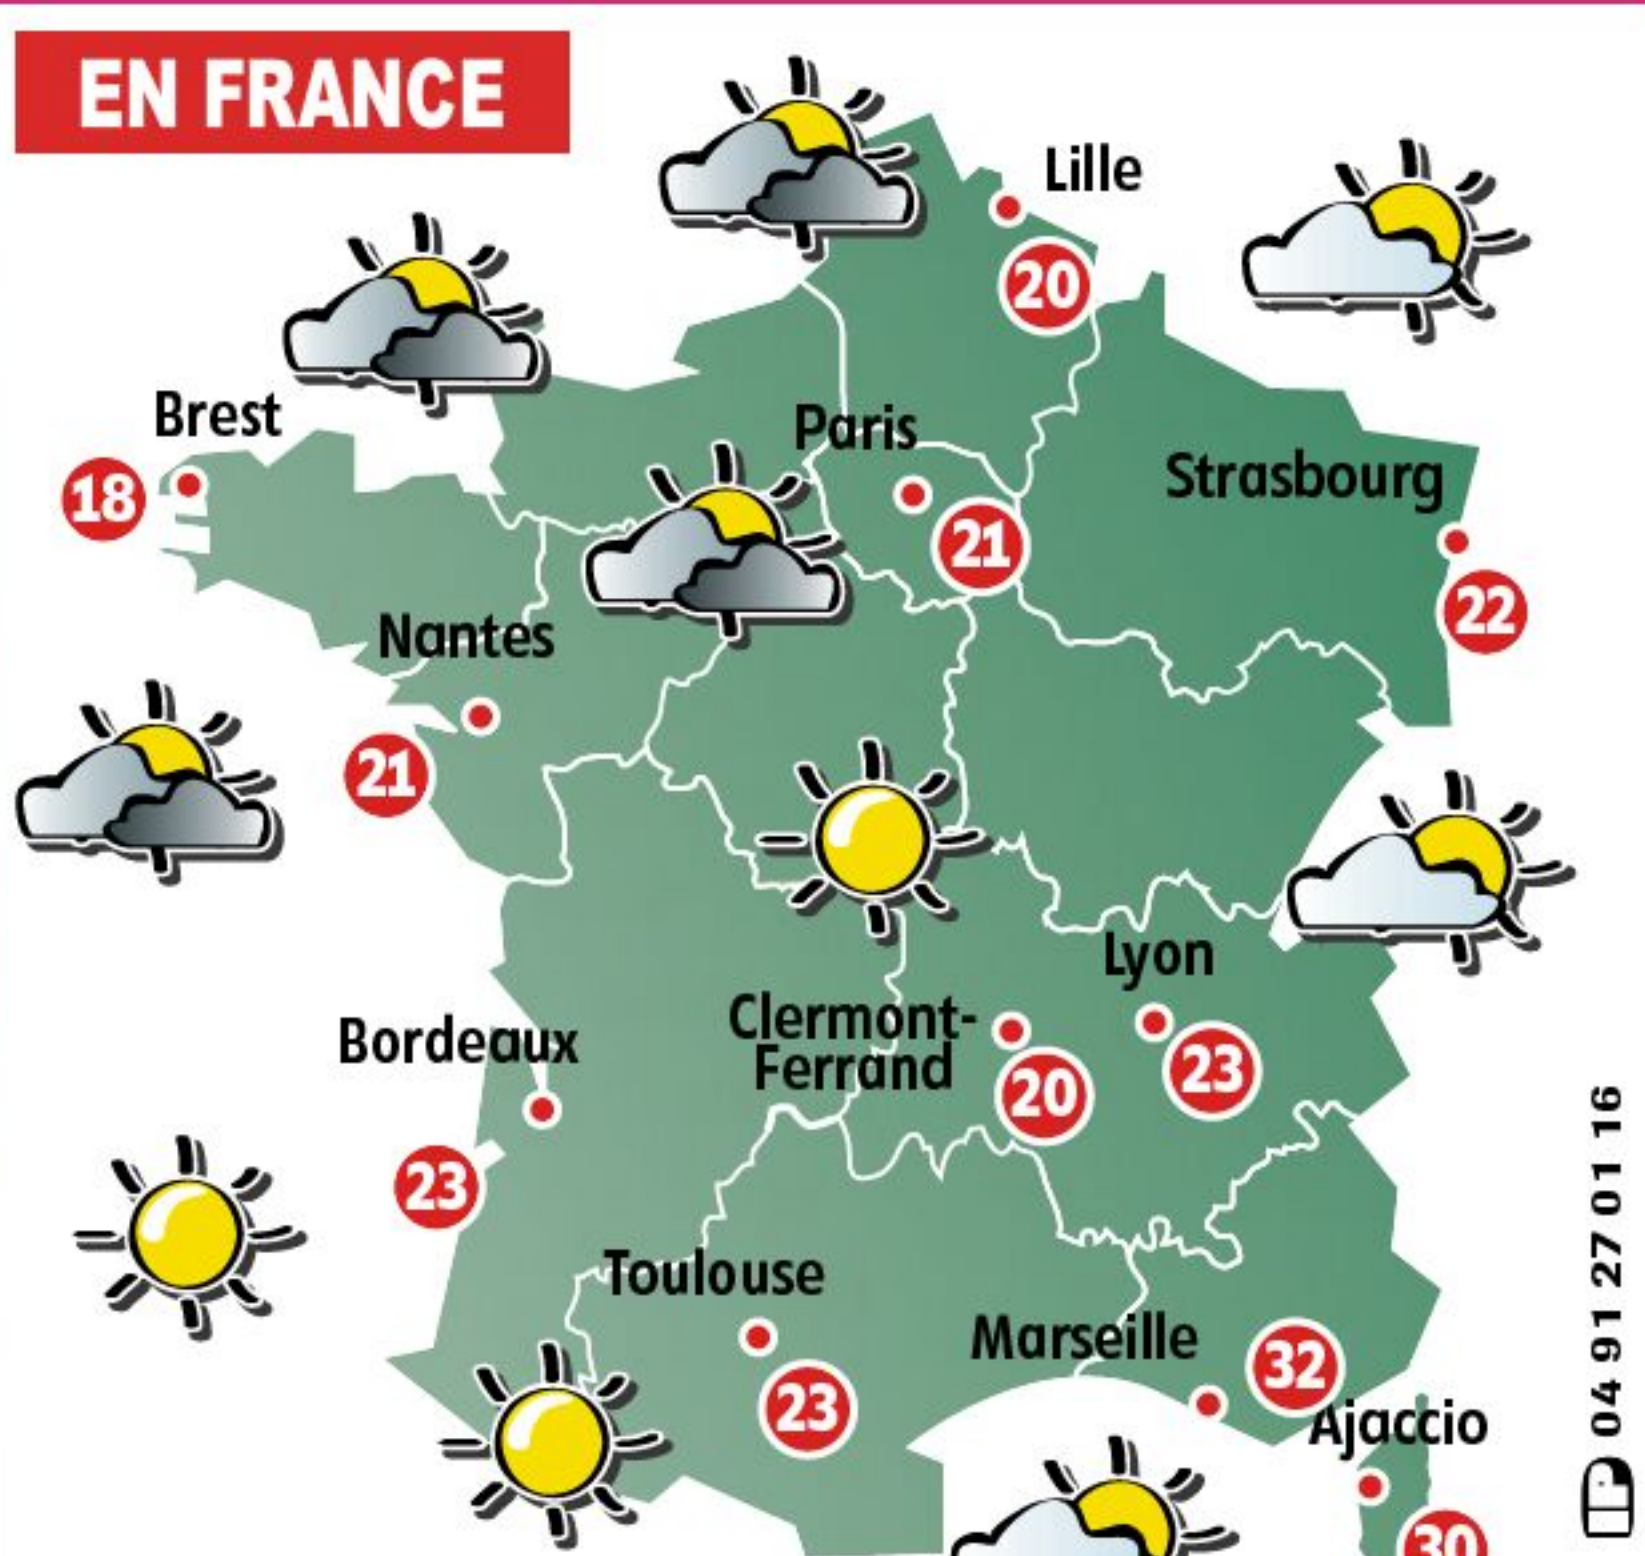 EN FRANCE
Lille
20
Brest
18
Paris
21
Strasbourg
22
Nantes
21
Lyon
23
Clermont-
Ferrand
20
Bordeaux
23
Toulouse
23
Marseille
32
Ajaccio
30
04 91 27 01 16